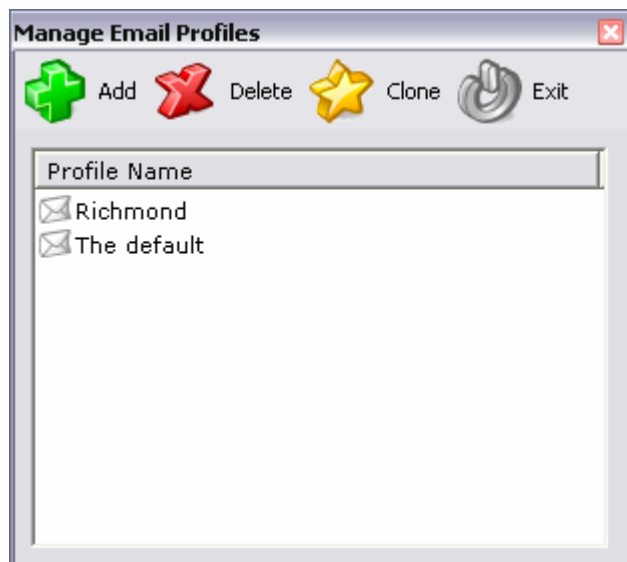 Manage Email Profiles
Add Delete Clone Exit
Profile Name
Richmond
The default